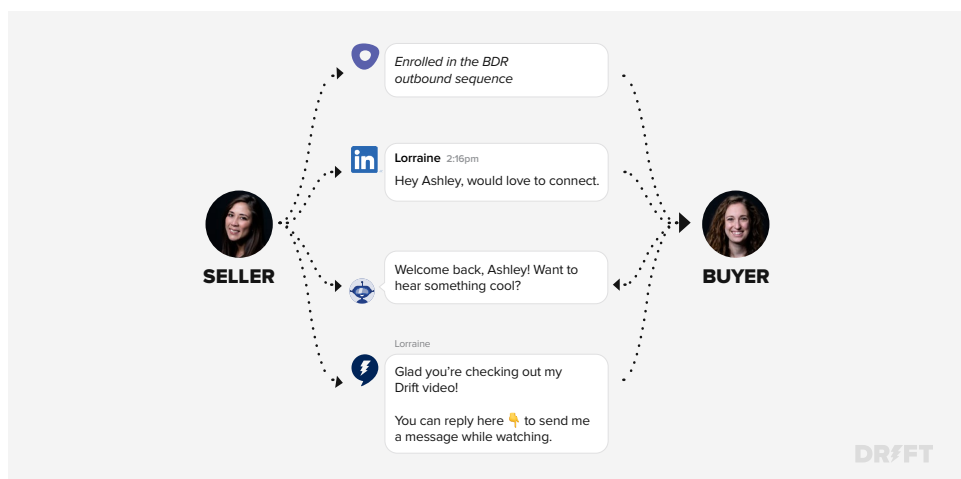 Enrolled in the BDR
outbound sequence
in
Lorraine 2:16pm
Hey Ashley, would love to connect.
SELLER
BUYER
Welcome back, Ashley! Want to
hear something cool?
Lorraine
Glad you’re checking out my
Drift video!
You can reply here 👇 to send me
a message while watching.
DRIFT